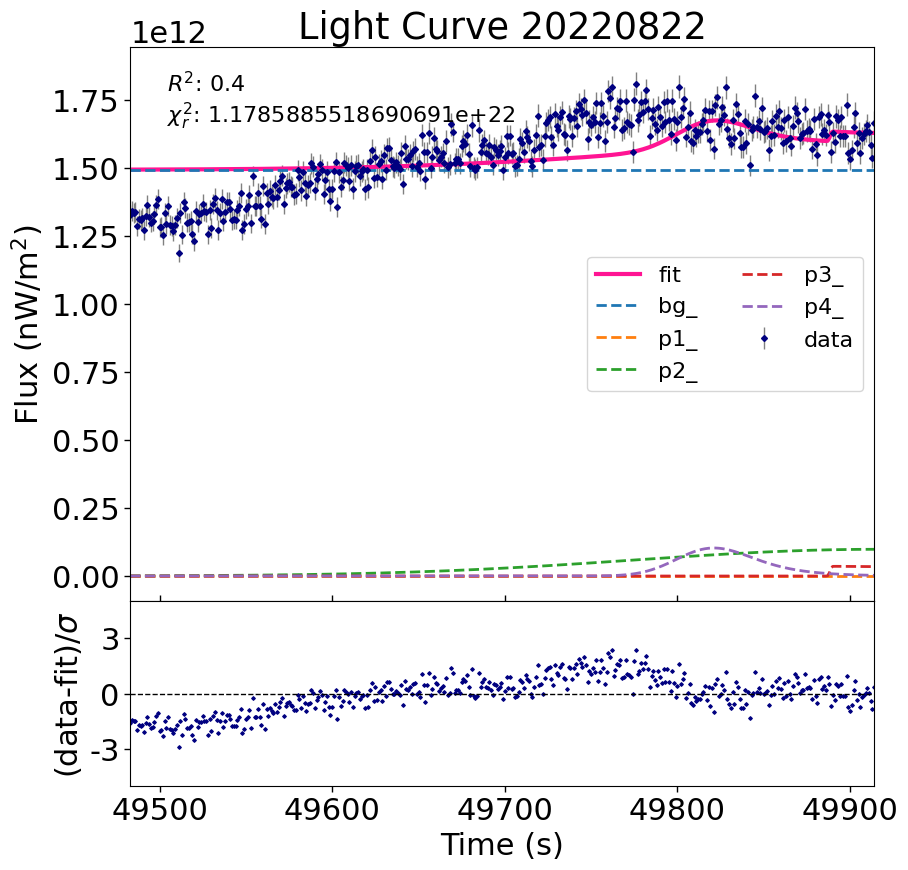 Light Curve 20220822
1e12
R²: 0.4
χ²ᵣ: 1.1785885518690691e+22
1.75
1.50
1.25
1.00
0.75
0.50
0.25
0.00
Flux (nW/m²)
fit
bg_
p1_
p2_
p3_
p4_
data
3
0
-3
(data-fit)/σ
49500
49600
49700
49800
49900
Time (s)